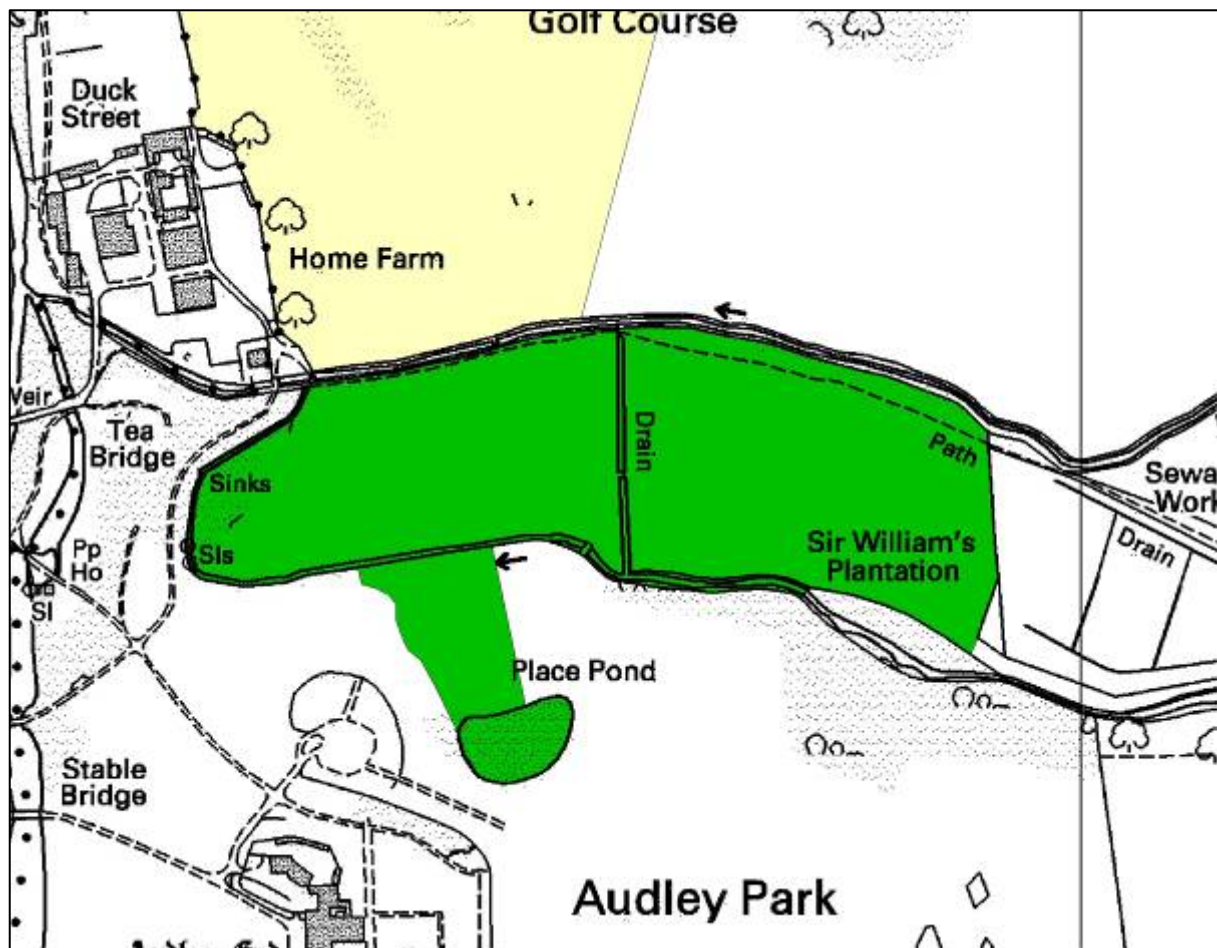 Golf Course
Duck
Street
Home Farm
Weir
Tea
Bridge
Drain
Path
Sinks
Sewa
Work
Pp
Ho
Sls
Sir William's
Plantation
Drain
Sl
Place Pond
Stable
Bridge
Audley Park